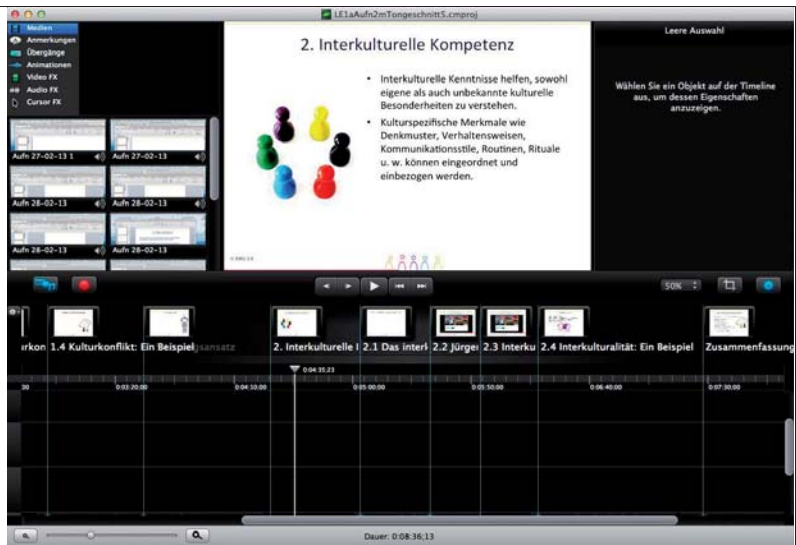 LE1aAufn2mTongeschnitt5.cmproj
Medien
Anmerkungen
Übergänge
Animationen
Video FX
Audio FX
Cursor FX
Aufn 27-02-13 1
Aufn 27-02-13
Aufn 28-02-13
Aufn 28-02-13
Aufn 28-02-13
Aufn 28-02-13
2. Interkulturelle Kompetenz
• Interkulturelle Kenntnisse helfen, sowohl
eigene als auch unbekannte kulturelle
Besonderheiten zu verstehen.
• Kulturspezifische Merkmale wie
Denkmuster, Verhaltensweisen,
Kommunikationsstile, Routinen, Rituale
u. w. können eingeordnet und
einbezogen werden.
Leere Auswahl
Wählen Sie ein Objekt auf der Timeline
aus, um dessen Eigenschaften
anzuzeigen.
50%
1.4 Kulturkonflikt: Ein Beispiel
2. Interkulturelle
2.1 Das interk
2.2 Jürge
2.3 Interku
2.4 Interkulturalität: Ein Beispiel
Zusammenfassung
0:04:35;23
0:03:20;00
0:04:10;00
0:05:00;00
0:05:50;00
0:06:40;00
0:07:30;00
Dauer: 0:08:36;13